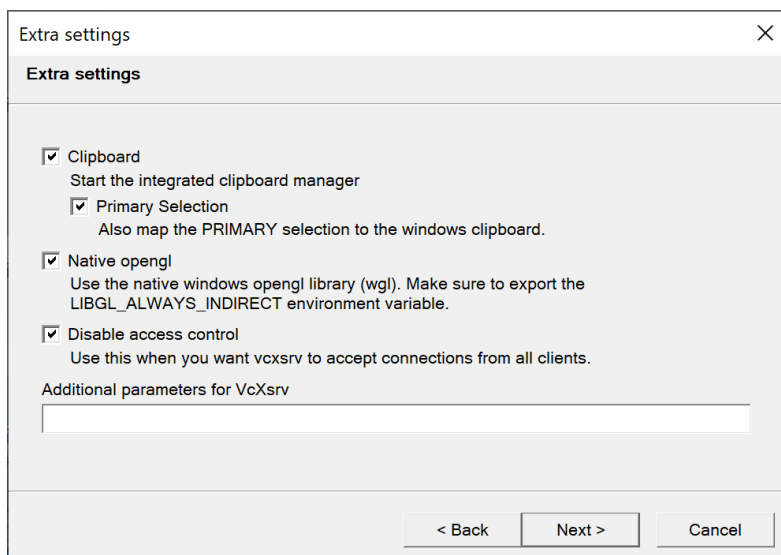 Extra settings
Extra settings
Clipboard
Start the integrated clipboard manager
Primary Selection
Also map the PRIMARY selection to the windows clipboard.
Native opengl
Use the native windows opengl library (wgl). Make sure to export the
LIBGL_ALWAYS_INDIRECT environment variable.
Disable access control
Use this when you want vcxsrv to accept connections from all clients.
Additional parameters for VcXsrv
< Back
Next >
Cancel